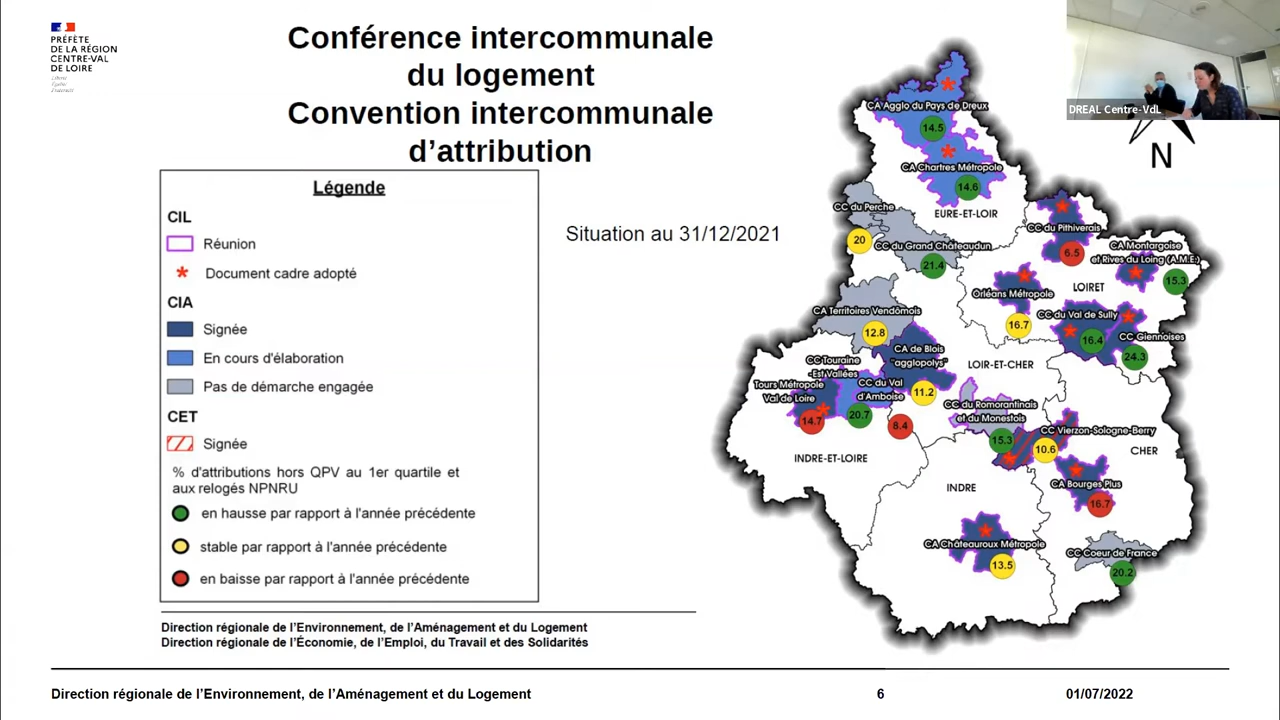 PRÉFÈTE
DE LA RÉGION
CENTRE-VAL
DE LOIRE
Liberté
Égalité
Fraternité
Conférence intercommunale
du logement
Convention intercommunale
d'attribution
DREAL Centre-VdL
N
Légende
CIL
Réunion
* Document cadre adopté
CIA
Signée
En cours d'élaboration
Pas de démarche engagée
CET
Signée
% d'attributions hors QPV au 1er quartile et
aux relogés NPNRU
en hausse par rapport à l'année précédente
stable par rapport à l'année précédente
en baisse par rapport à l'année précédente
Situation au 31/12/2021
CA Agglo du Pays de Dreux
14.5
CA Chartres Métropole
14.6
EURE-ET-LOIR
CC du Perche
20
CC du Grand Châteaudun
21.4
CC du Pithiverais
6.5
CA Montargoise
et Rives du Loing (A.M.E.)
15.3
LOIRET
Orléans Métropole
16.7
CC du Val de Sully
16.4
CC Giennoises
24.3
CA Territoires Vendômois
12.8
CA de Blois
"agglopolys"
11.2
LOIR-ET-CHER
CC Touraine
-Est Vallées
20.7
Tours Métropole
Val de Loire
14.7
CC du Val
d'Amboise
8.4
CC du Romorantinais
et du Monestois
15.3
CC Vierzon-Sologne-Berry
10.6
CHER
INDRE-ET-LOIRE
INDRE
CA Bourges Plus
16.7
CA Châteauroux Métropole
13.5
CC Coeur de France
20.2
Direction régionale de l'Environnement, de l'Aménagement et du Logement
Direction régionale de l'Économie, de l'Emploi, du Travail et des Solidarités
Direction régionale de l'Environnement, de l'Aménagement et du Logement
6
01/07/2022